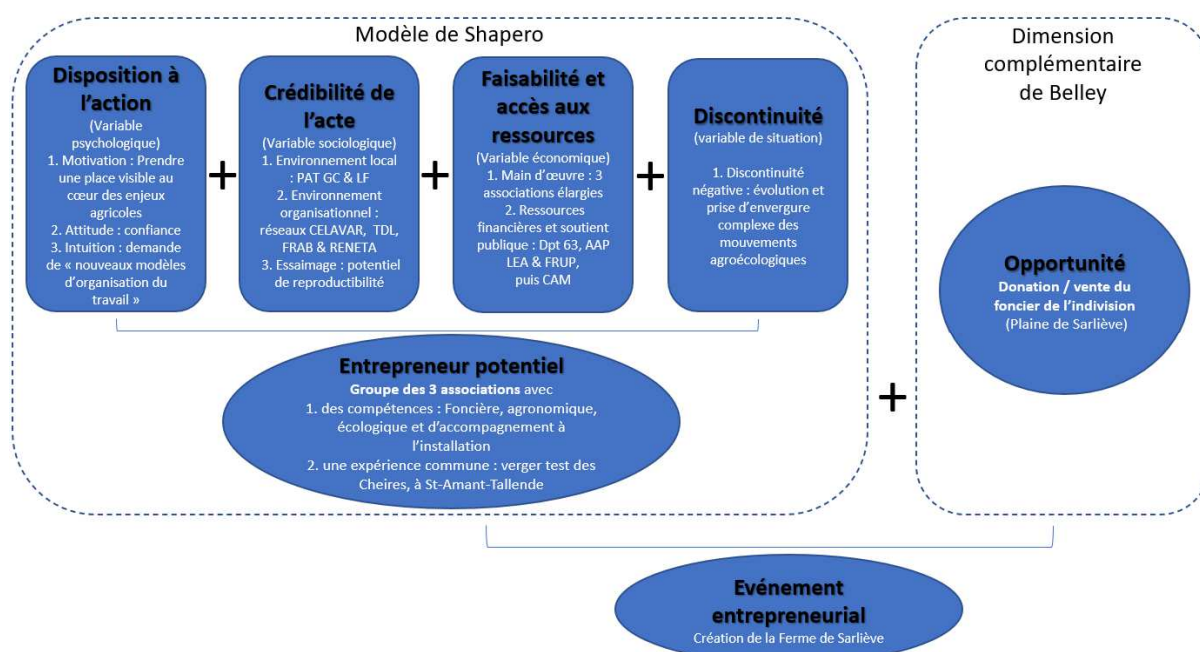 Modèle de Shapero
Disposition à
l'action
(Variable
psychologique)
1. Motivation : Prendre
une place visible au
cœur des enjeux
agricoles
2. Attitude : confiance
3. Intuition : demande
de « nouveaux modèles
d'organisation du
travail »
+
Crédibilité de
l'acte
(Variable sociologique)
1. Environnement local
: PAT GC & LF
2. Environnement
organisationnel :
réseaux CELAVAR, TDL,
FRAB & RENETA
3. Essaimage : potentiel
de reproductibilité
+
Faisabilité et
accès aux
ressources
(Variable économique)
1. Main d'œuvre : 3
associations élargies
2. Ressources
financières et soutient
publique : Dpt 63, AAP
LEA & FRUP,
puis CAM
+
Discontinuité
(variable de situation)
1. Discontinuité
négative : évolution et
prise d'envergure
complexe des
mouvements
agroécologiques
Entrepreneur potentiel
Groupe des 3 associations avec
1. des compétences : Foncière, agronomique,
écologique et d'accompagnement à
l'installation
2. une expérience commune : verger test des
Cheires, à St-Amant-Tallende
+
Dimension
complémentaire
de Belley
Opportunité
Donation / vente du
foncier de l'indivision
(Plaine de Sarliève)
Evénement
entrepreneurial
Création de la Ferme de Sarliève